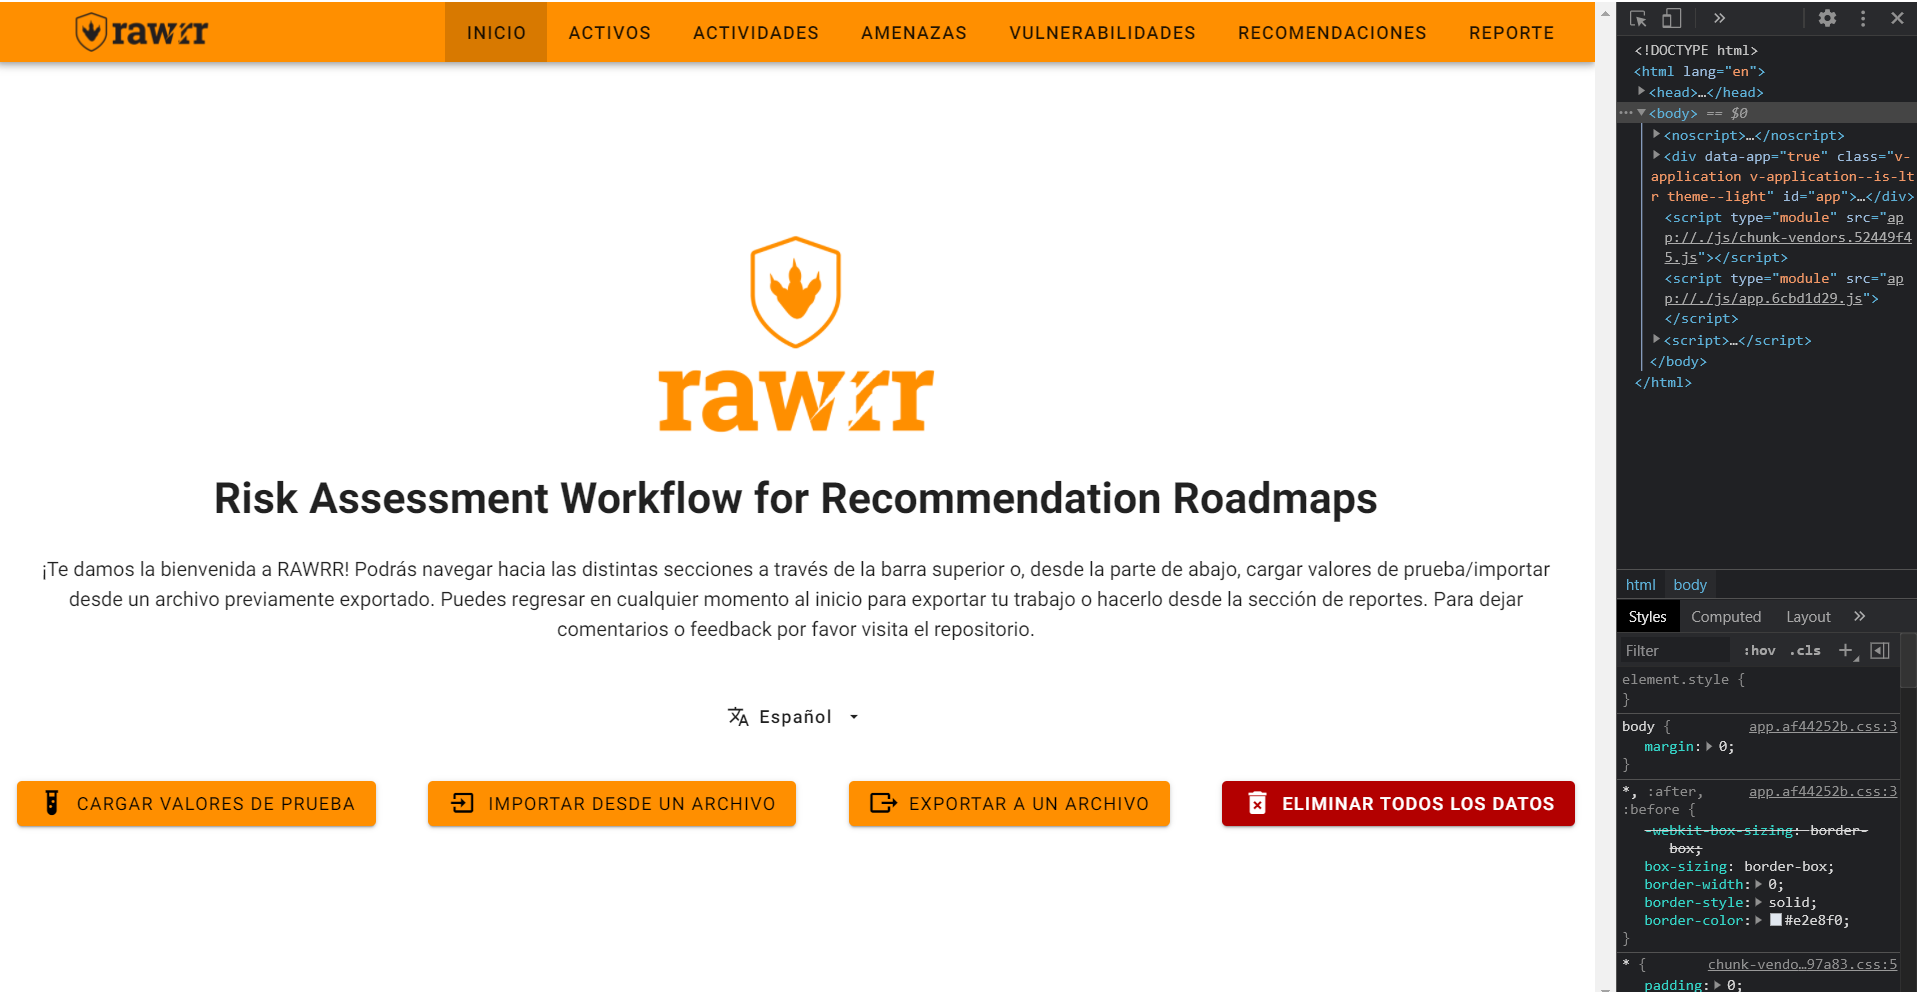 rawrr
INICIO
ACTIVOS
ACTIVIDADES
AMENAZAS
VULNERABILIDADES
RECOMENDACIONES
REPORTE
rawrr
Risk Assessment Workflow for Recommendation Roadmaps
¡Te damos la bienvenida a RAWRR! Podrás navegar hacia las distintas secciones a través de la barra superior o, desde la parte de abajo, cargar valores de prueba/importar
desde un archivo previamente exportado. Puedes regresar en cualquier momento al inicio para exportar tu trabajo o hacerlo desde la sección de reportes. Para dejar
comentarios o feedback por favor visita el repositorio.
Español
CARGAR VALORES DE PRUEBA
IMPORTAR DESDE UN ARCHIVO
EXPORTAR A UN ARCHIVO
ELIMINAR TODOS LOS DATOS
<!DOCTYPE html>
<html lang="en">
<head>…</head>
<body> == $0
<noscript>…</noscript>
<div data-app="true" class="v-
application v-application--is-lt
r theme--light" id="app">…</div>
<script type="module" src="ap
p://./js/chunk-vendors.52449f4
5.js"></script>
<script type="module" src="ap
p://./js/app.6cbd1d29.js">
</script>
<script>…</script>
</body>
</html>
html body
Styles Computed Layout »
Filter :hov .cls +
element.style {
}
body { app.af44252b.css:3
margin: 0;
}
*, :after, app.af44252b.css:3
:before {
-webkit-box-sizing: border-
box;
box-sizing: border-box;
border-width: 0;
border-style: solid;
border-color: #e2e8f0;
}
* { chunk-vendo…97a83.css:5
padding: 0;